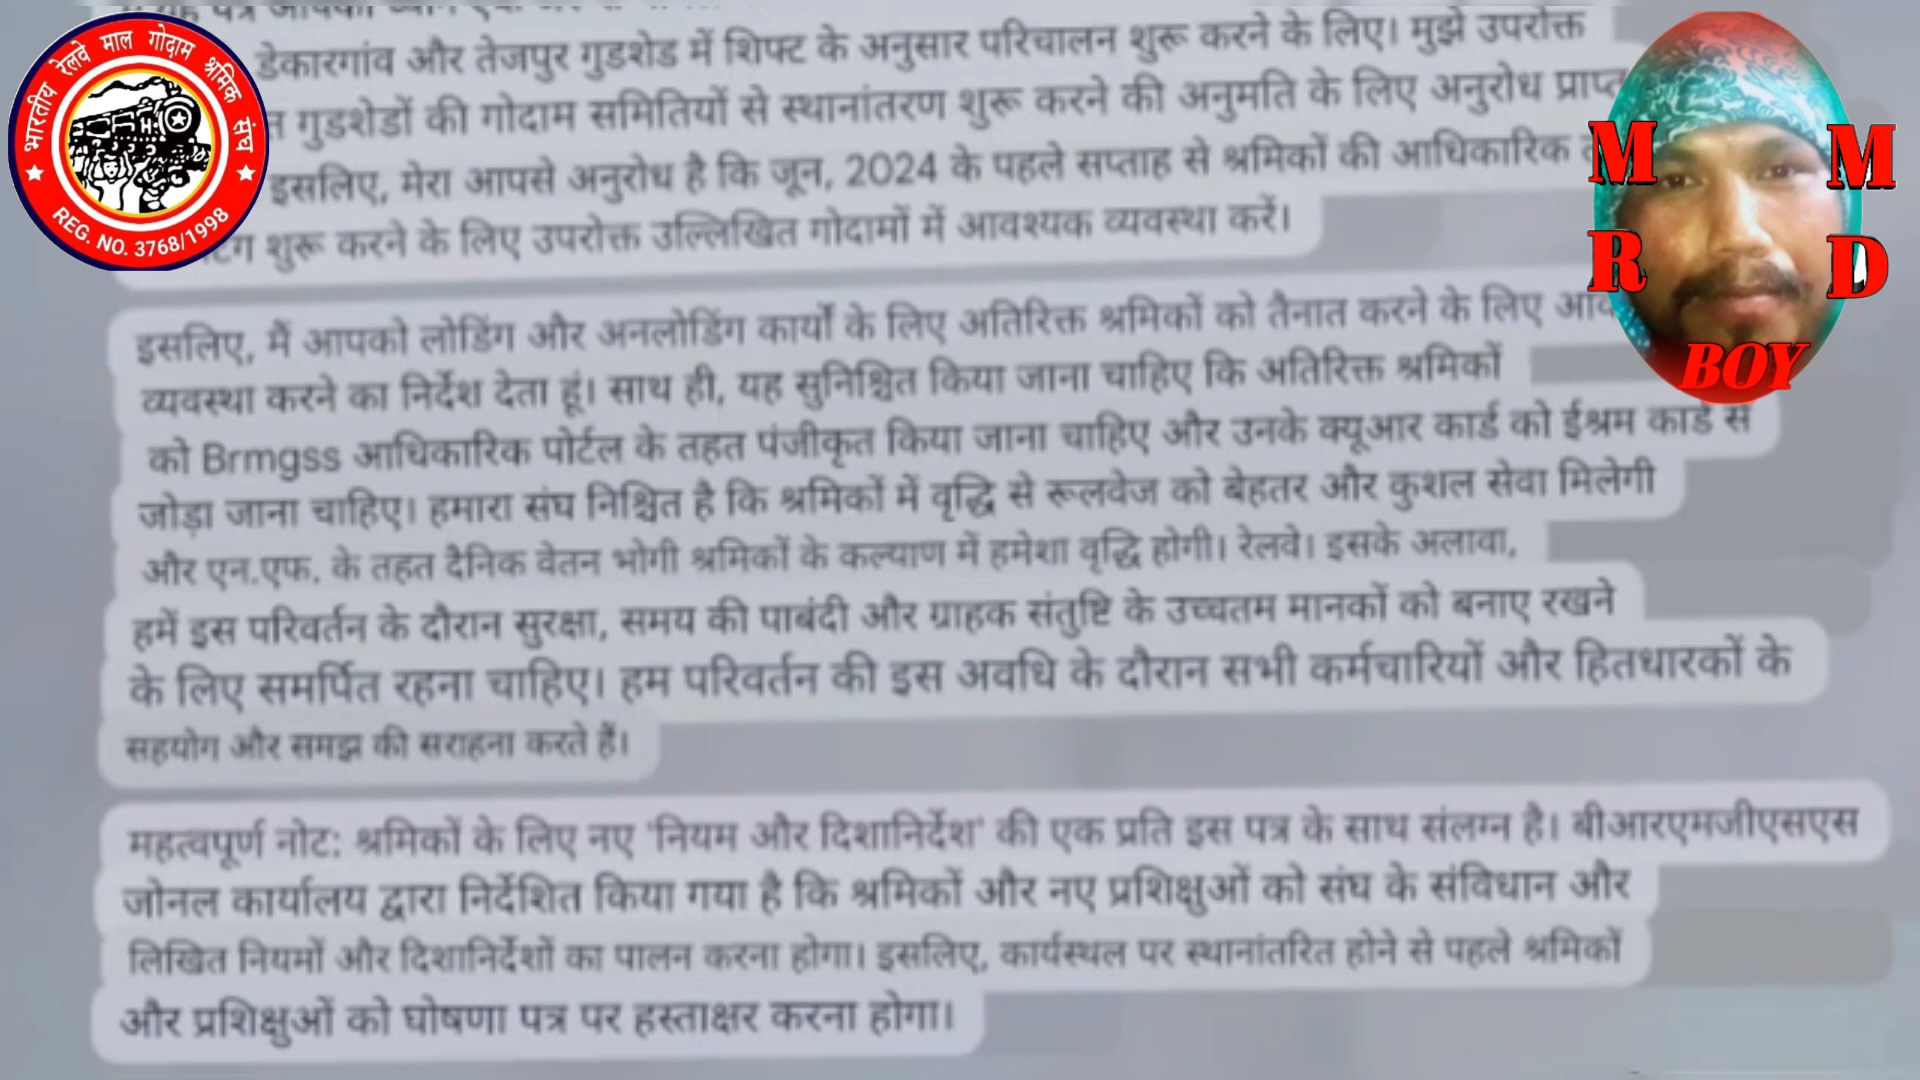 भारतीय रेलवे माल गोदाम श्रमिक संघ
REG. NO. 3768/1998
M M
R D
BOY
डेकारगांव और तेजपुर गुडशेड में शिफ्ट के अनुसार परिचालन शुरू करने के लिए। मुझे उपरोक्त
गुडशेडों की गोदाम समितियों से स्थानांतरण शुरू करने की अनुमति के लिए अनुरोध प्राप्त
इसलिए, मेरा आपसे अनुरोध है कि जून, 2024 के पहले सप्ताह से श्रमिकों की आधिकारिक
शुरू करने के लिए उपरोक्त उल्लिखित गोदामों में आवश्यक व्यवस्था करें।
इसलिए, मैं आपको लोडिंग और अनलोडिंग कार्यों के लिए अतिरिक्त श्रमिकों को तैनात करने के लिए
व्यवस्था करने का निर्देश देता हूं। साथ ही, यह सुनिश्चित किया जाना चाहिए कि अतिरिक्त श्रमिकों
को Brmgss आधिकारिक पोर्टल के तहत पंजीकृत किया जाना चाहिए और उनके क्यूआर कार्ड को ईश्रम कार्ड से
जोड़ा जाना चाहिए। हमारा संघ निश्चित है कि श्रमिकों में वृद्धि से रूलवेज को बेहतर और कुशल सेवा मिलेगी
और एन.एफ. के तहत दैनिक वेतन भोगी श्रमिकों के कल्याण में हमेशा वृद्धि होगी। रेलवे। इसके अलावा,
हमें इस परिवर्तन के दौरान सुरक्षा, समय की पाबंदी और ग्राहक संतुष्टि के उच्चतम मानकों को बनाए रखने
के लिए समर्पित रहना चाहिए। हम परिवर्तन की इस अवधि के दौरान सभी कर्मचारियों और हितधारकों के
सहयोग और समझ की सराहना करते हैं।
महत्वपूर्ण नोट: श्रमिकों के लिए नए 'नियम और दिशानिर्देश' की एक प्रति इस पत्र के साथ संलग्न है। बीआरएमजीएसएस
जोनल कार्यालय द्वारा निर्देशित किया गया है कि श्रमिकों और नए प्रशिक्षुओं को संघ के संविधान और
लिखित नियमों और दिशानिर्देशों का पालन करना होगा। इसलिए, कार्यस्थल पर स्थानांतरित होने से पहले श्रमिकों
और प्रशिक्षुओं को घोषणा पत्र पर हस्ताक्षर करना होगा।